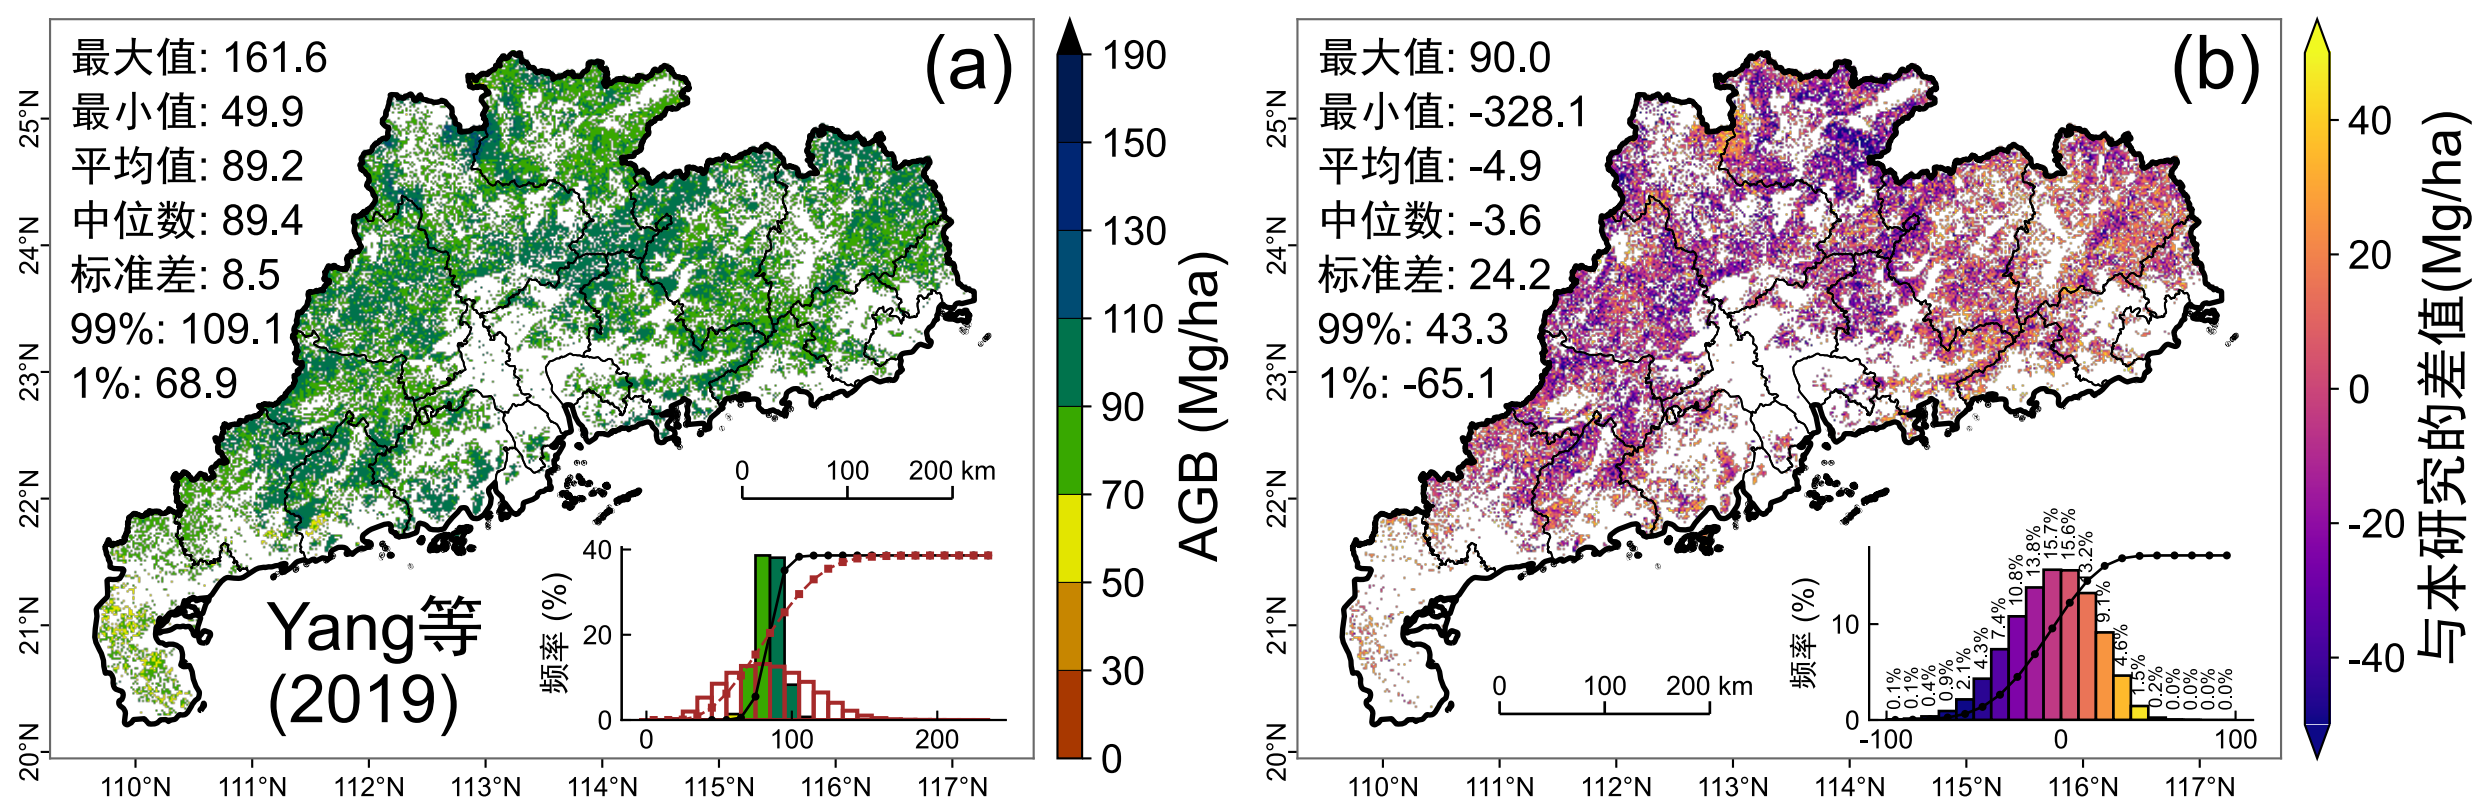 (a)
最大值: 161.6
最小值: 49.9
平均值: 89.2
中位数: 89.4
标准差: 8.5
99%: 109.1
1%: 68.9
Yang等
(2019)
25°N
24°N
23°N
22°N
21°N
20°N
110°N 111°N 112°N 113°N 114°N 115°N 116°N 117°N
0 100 200 km
频率 (%)
40
20
0
0 100 200
190
150
130
110
90
70
50
30
0
AGB (Mg/ha)
(b)
最大值: 90.0
最小值: -328.1
平均值: -4.9
中位数: -3.6
标准差: 24.2
99%: 43.3
1%: -65.1
25°N
24°N
23°N
22°N
21°N
20°N
110°N 111°N 112°N 113°N 114°N 115°N 116°N 117°N
0 100 200 km
频率 (%)
10
0
-100 0 100
0.1% 0.1% 0.4% 0.9% 2.1% 4.3% 7.4% 10.8% 13.8% 15.7% 15.6% 13.2% 9.1% 4.6% 1.5% 0.2% 0.0% 0.0% 0.0% 0.0%
40
20
0
-20
-40
与本研究的差值(Mg/ha)